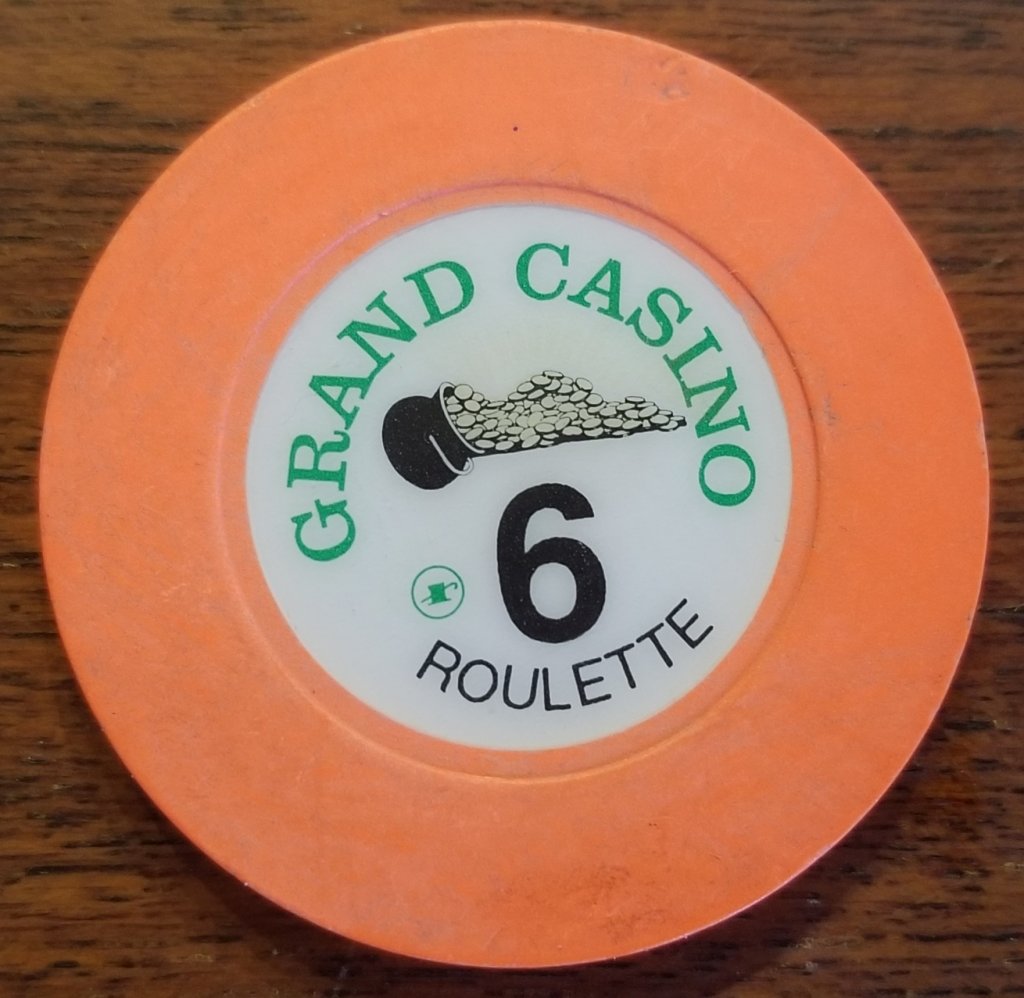 GRAND CASINO
6
ROULETTE